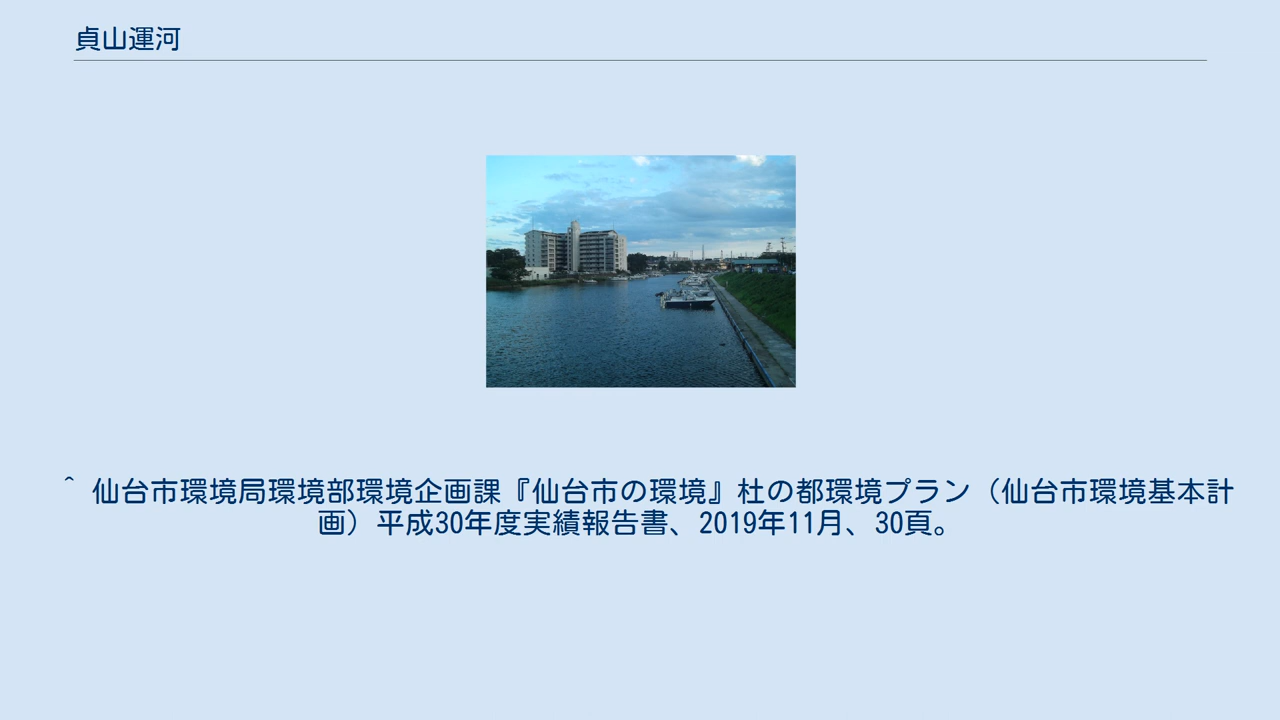 貞山運河
^ 仙台市環境局環境部環境企画課『仙台市の環境』杜の都環境プラン（仙台市環境基本計
画）平成30年度実績報告書、2019年11月、30頁。